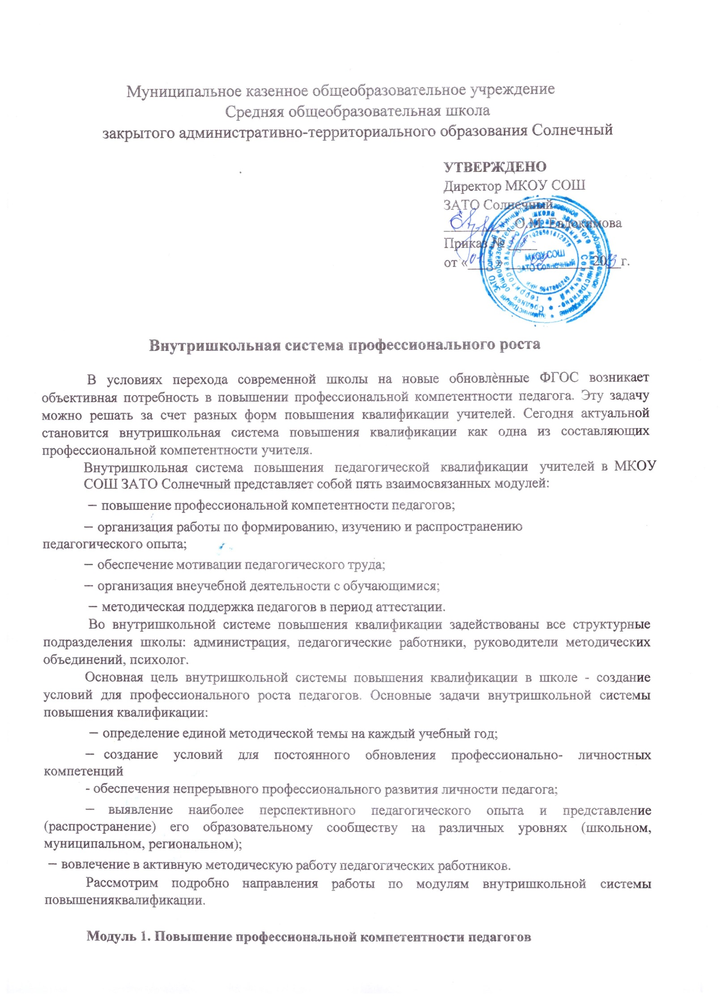 Муниципальное казенное общеобразовательное учреждение
Средняя общеобразовательная школа
закрытого административно-территориального образования Солнечный
УТВЕРЖДЕНО
Директор МКОУ СОШ
ЗАТО Солнечный
О.М. Евдокимова
Приказ №
от «01» 20 г.
МКОУ СОШ
ЗАТО Солнечный
Внутришкольная система профессионального роста
В условиях перехода современной школы на новые обновлѐнные ФГОС возникает
объективная потребность в повышении профессиональной компетентности педагога. Эту задачу
можно решать за счет разных форм повышения квалификации учителей. Сегодня актуальной
становится внутришкольная система повышения квалификации как одна из составляющих
профессиональной компетентности учителя.
Внутришкольная система повышения педагогической квалификации учителей в МКОУ
СОШ ЗАТО Солнечный представляет собой пять взаимосвязанных модулей:
− повышение профессиональной компетентности педагогов;
− организация работы по формированию, изучению и распространению
педагогического опыта;
− обеспечение мотивации педагогического труда;
− организация внеучебной деятельности с обучающимися;
− методическая поддержка педагогов в период аттестации.
Во внутришкольной системе повышения квалификации задействованы все структурные
подразделения школы: администрация, педагогические работники, руководители методических
объединений, психолог.
Основная цель внутришкольной системы повышения квалификации в школе - создание
условий для профессионального роста педагогов. Основные задачи внутришкольной системы
повышения квалификации:
− определение единой методической темы на каждый учебный год;
− создание условий для постоянного обновления профессионально- личностных
компетенций
- обеспечения непрерывного профессионального развития личности педагога;
− выявление наиболее перспективного педагогического опыта и представление
(распространение) его образовательному сообществу на различных уровнях (школьном,
муниципальном, региональном);
− вовлечение в активную методическую работу педагогических работников.
Рассмотрим подробно направления работы по модулям внутришкольной системы
повышенияквалификации.
Модуль 1. Повышение профессиональной компетентности педагогов